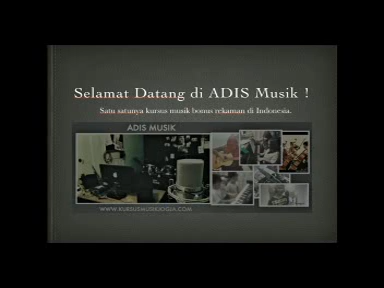 Selamat Datang di ADIS Musik !
Satu satunya kursus musik bonus rekaman di Indonesia.
ADIS MUSIK
WWW.KURSUSMUSIKJOGJA.COM